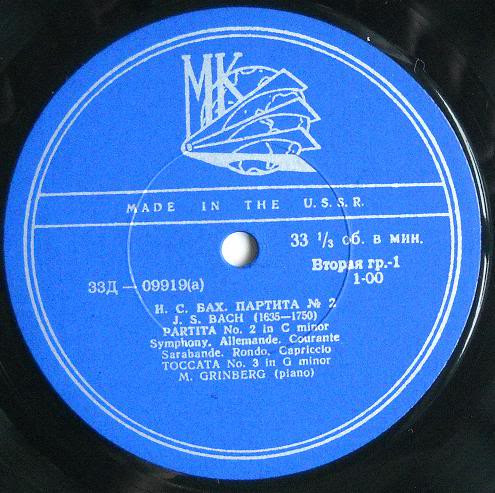 МК
MADE IN THE U.S.S.R.
33 1/3 об. в мин.
Вторая гр.-1
1-00
33Д — 09919(а)
И. С. БАХ. ПАРТИТА № 2
J. S. BACH (1635—1750)
PARTITA No. 2 in C minor
Symphony, Allemande, Courante
Sarabande, Rondo, Capriccio
TOCCATA No. 3 in G minor
M. GRINBERG (piano)